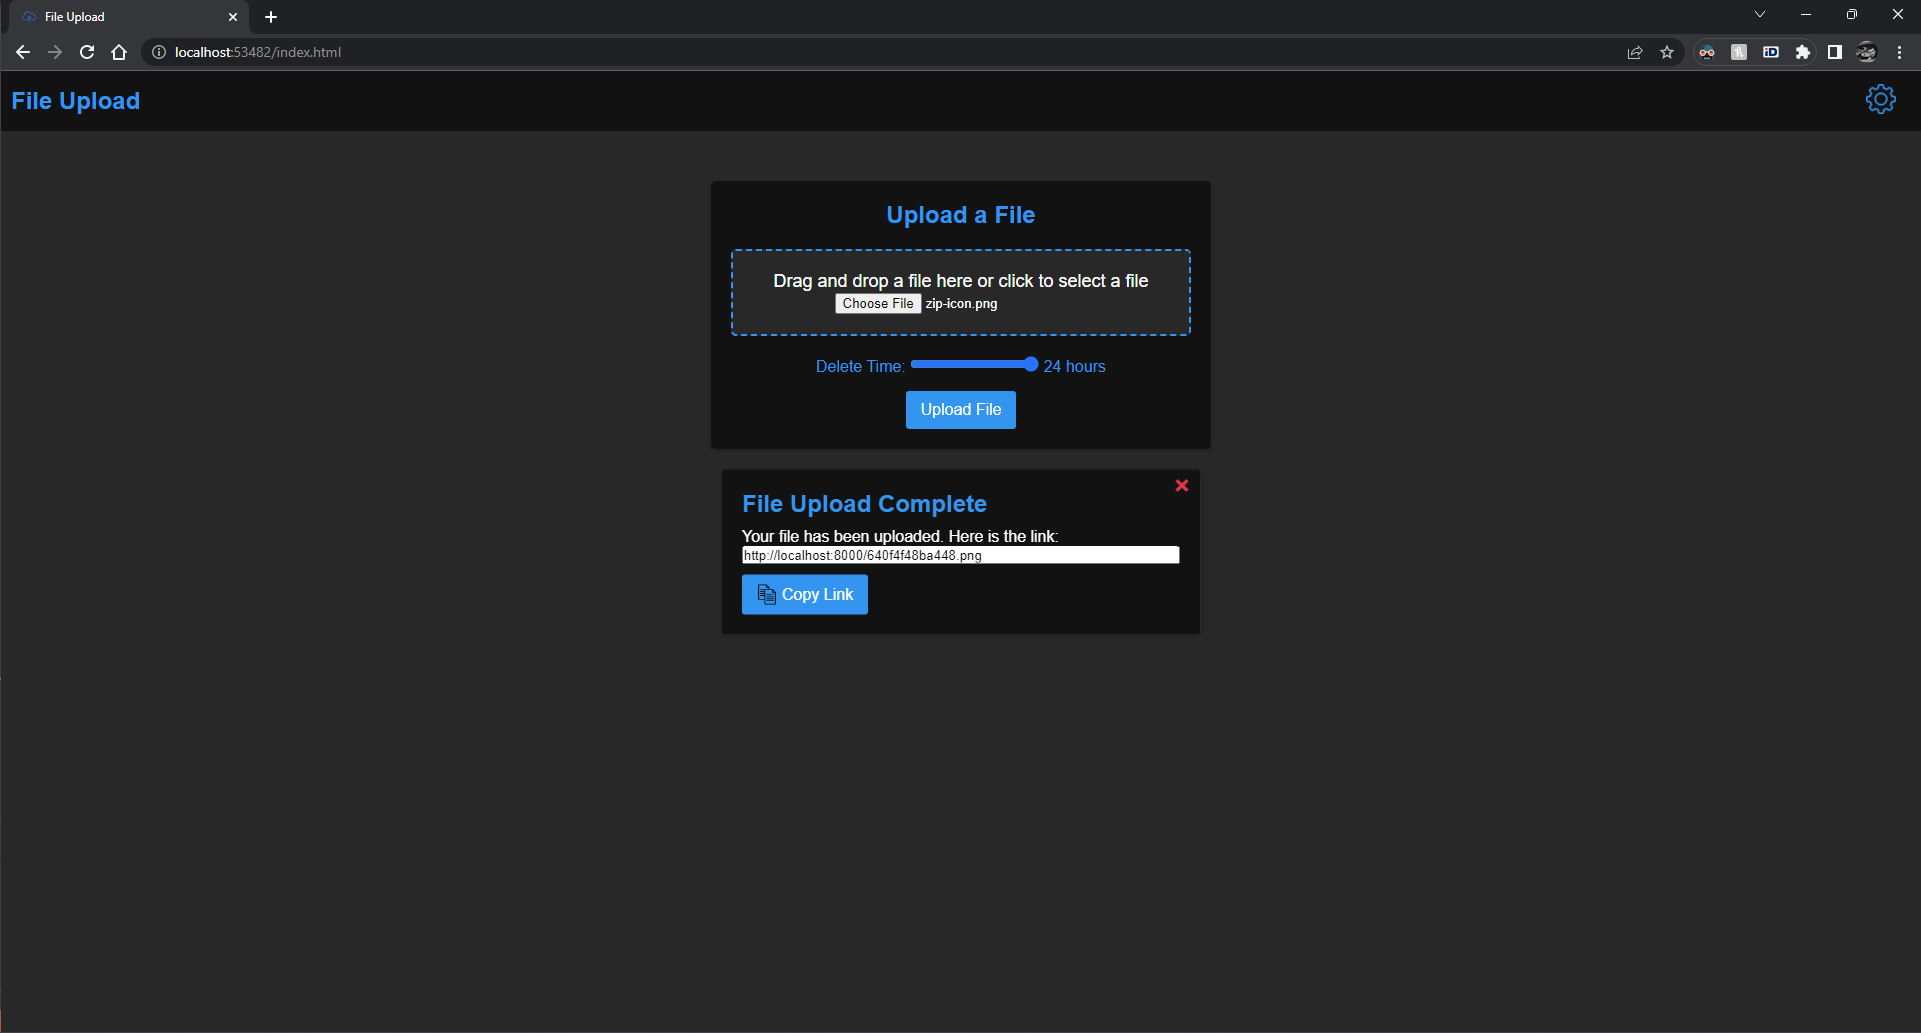 File Upload
localhost:53482/index.html
File Upload
Upload a File
Drag and drop a file here or click to select a file
Choose File zip-icon.png
Delete Time: 24 hours
Upload File
File Upload Complete
Your file has been uploaded. Here is the link:
http://localhost:8000/640f4f48ba448.png
Copy Link